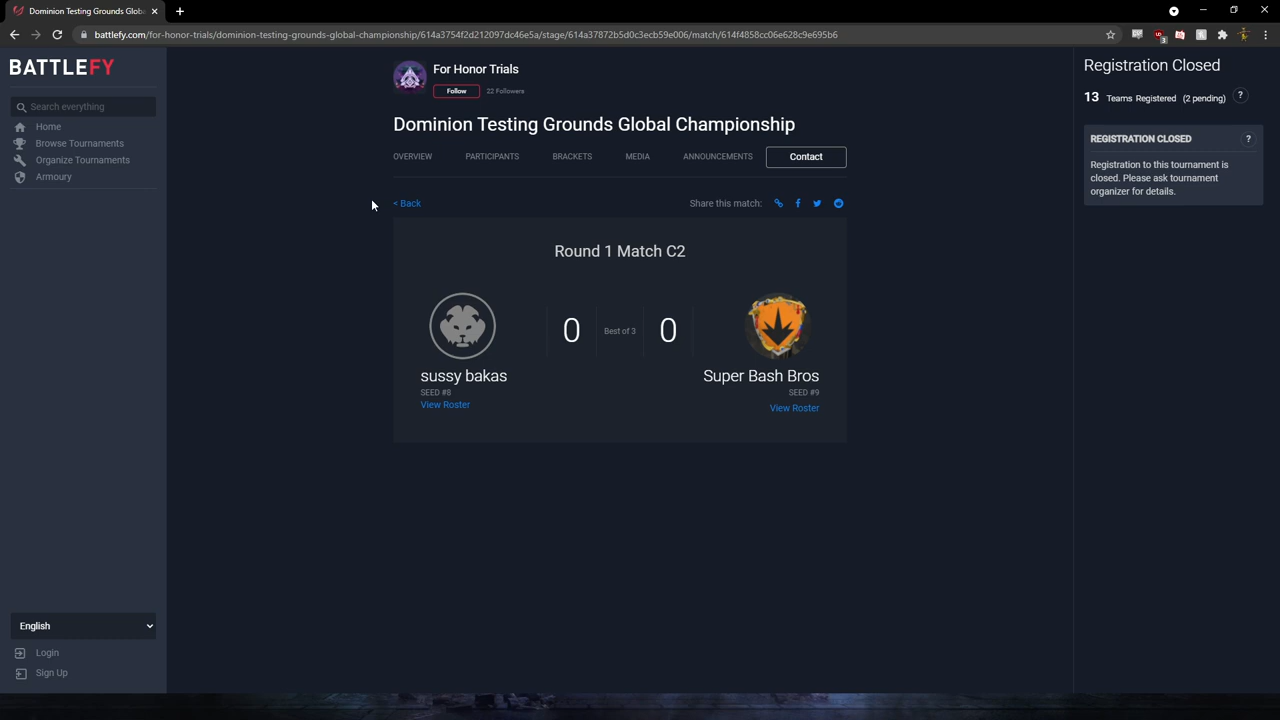 Dominion Testing Grounds Globa
battlefy.com/for-honor-trials/dominion-testing-grounds-global-championship/614a3754f2d212097dc46e5a/stage/614a37872b5d0c3ecb59e006/match/614f4858cc06e628c9e695b6
BATTLEFY
Search everything
Home
Browse Tournaments
Organize Tournaments
Armoury
English
Login
Sign Up
For Honor Trials
Follow 22 Followers
Dominion Testing Grounds Global Championship
OVERVIEW PARTICIPANTS BRACKETS MEDIA ANNOUNCEMENTS Contact
< Back Share this match:
Round 1 Match C2
0 Best of 3 0
sussy bakas Super Bash Bros
SEED #8 SEED #9
View Roster View Roster
Registration Closed
13 Teams Registered (2 pending) ?
REGISTRATION CLOSED ?
Registration to this tournament is
closed. Please ask tournament
organizer for details.